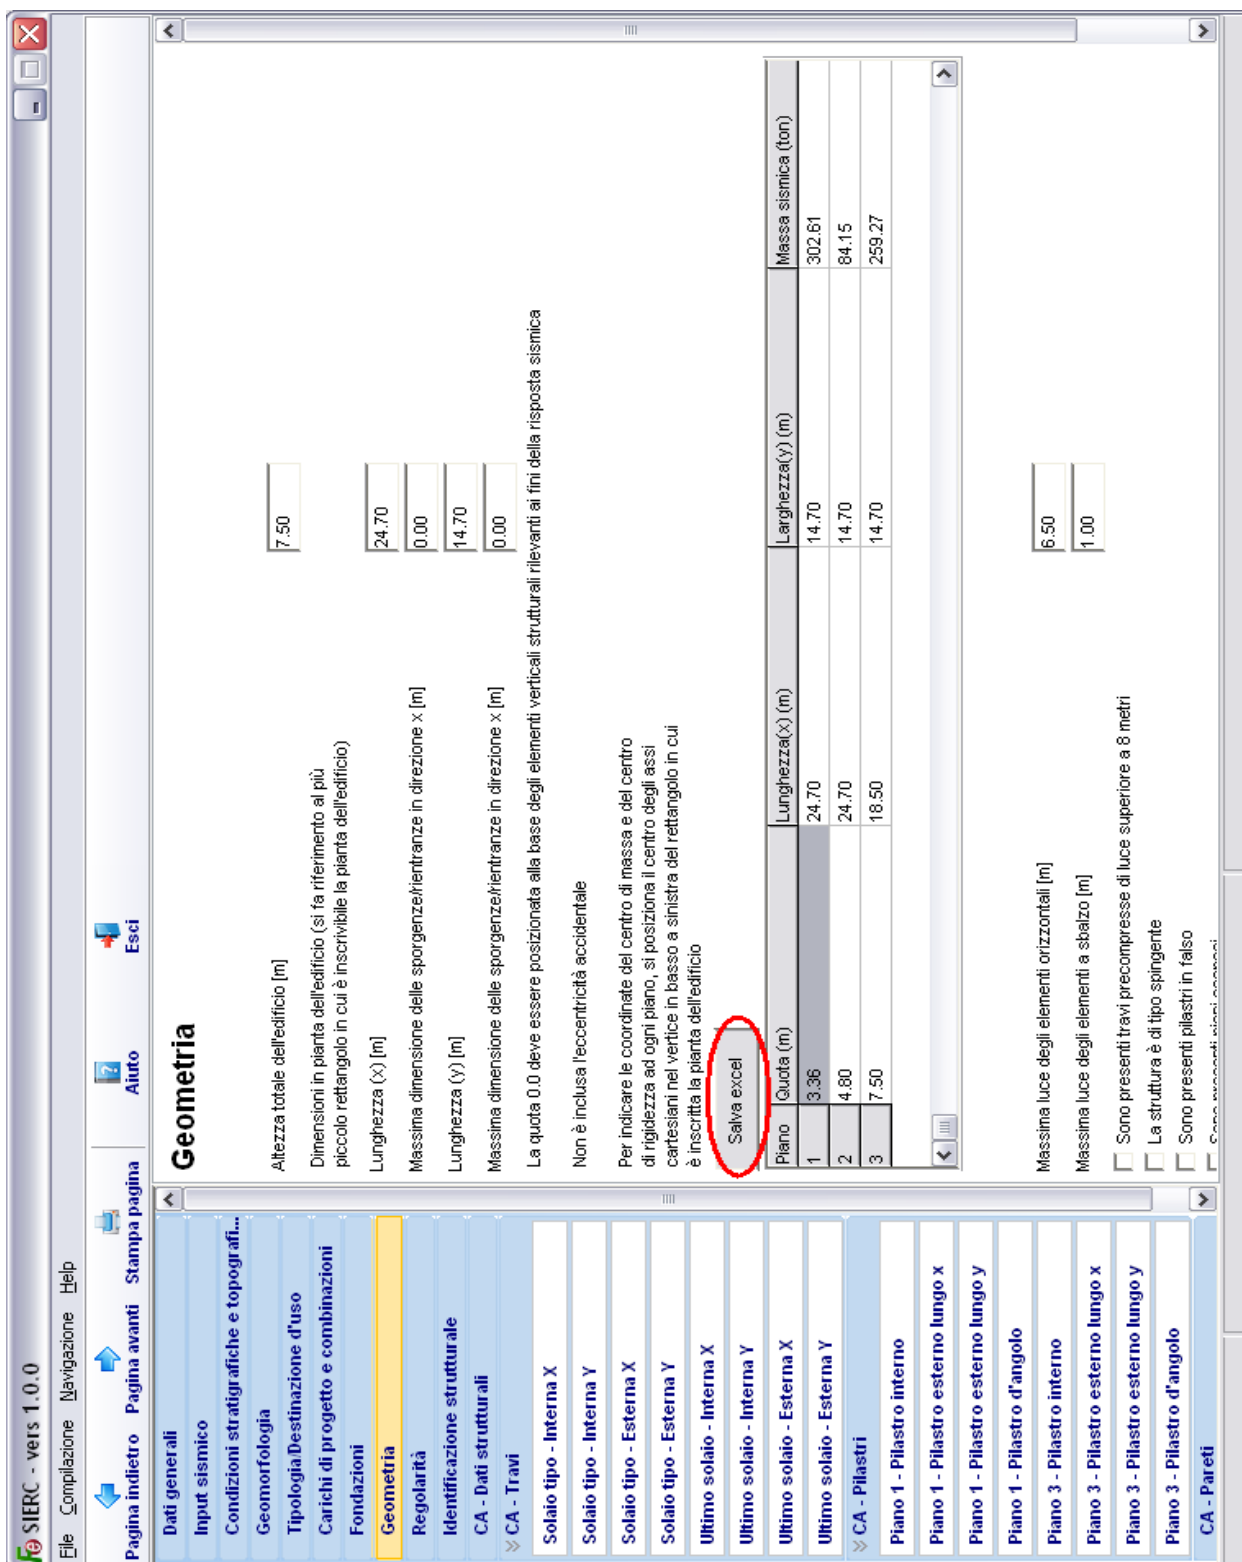 SIERC - vers 1.0.0
File Compilazione Navigazione Help
Pagina indietro Pagina avanti Stampa pagina Aiuto Esci
Dati generali
Input sismico
Condizioni stratigrafiche e topografi...
Geomorfologia
Tipologia/Destinazione d'uso
Carichi di progetto e combinazioni
Fondazioni
Geometria
Regolarità
Identificazione strutturale
CA - Dati strutturali
CA - Travi
Solaio tipo - Interna X
Solaio tipo - Interna Y
Solaio tipo - Esterna X
Solaio tipo - Esterna Y
Ultimo solaio - Interna X
Ultimo solaio - Interna Y
Ultimo solaio - Esterna X
Ultimo solaio - Esterna Y
CA - Pilastri
Piano 1 - Pilastro interno
Piano 1 - Pilastro esterno lungo x
Piano 1 - Pilastro esterno lungo y
Piano 1 - Pilastro d'angolo
Piano 3 - Pilastro interno
Piano 3 - Pilastro esterno lungo x
Piano 3 - Pilastro esterno lungo y
Piano 3 - Pilastro d'angolo
CA - Pareti
Geometria
Altezza totale dell'edificio [m] 7.50
Dimensioni in pianta dell'edificio (si fa riferimento al più
piccolo rettangolo in cui è inscrivibile la pianta dell'edificio)
Lunghezza (x) [m] 24.70
Massima dimensione delle sporgenze/rientranze in direzione x [m] 0.00
Lunghezza (y) [m] 14.70
Massima dimensione delle sporgenze/rientranze in direzione x [m] 0.00
La quota 0.0 deve essere posizionata alla base degli elementi verticali strutturali rilevanti ai fini della risposta sismica
Non è inclusa l'eccentricità accidentale
Per indicare le coordinate del centro di massa e del centro
di rigidezza ad ogni piano, si posiziona il centro degli assi
cartesiani nel vertice in basso a sinistra del rettangolo in cui
è inscritta la pianta dell'edificio
Salva excel
Piano Quota (m) Lunghezza(x) (m) Larghezza(y) (m) Massa sismica (ton)
1 3.36 24.70 14.70 302.61
2 4.80 24.70 14.70 84.15
3 7.50 18.50 14.70 259.27
Massima luce degli elementi orizzontali [m] 6.50
Massima luce degli elementi a sbalzo [m] 1.00
Sono presenti travi precompresse di luce superiore a 8 metri
La struttura è di tipo spingente
Sono presenti pilastri in falso
Sono presenti piani